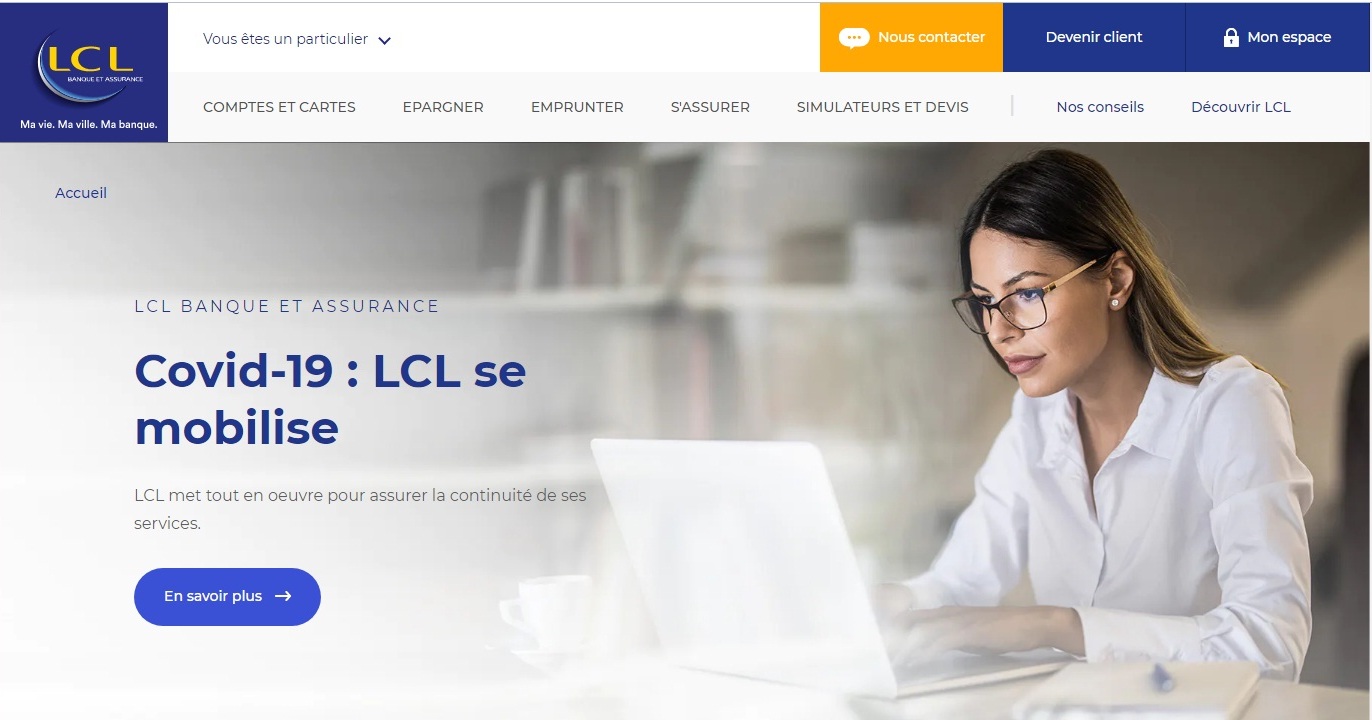 LCL
BANQUE ET ASSURANCE
Ma vie. Ma ville. Ma banque.
Vous êtes un particulier
Nous contacter
Devenir client
Mon espace
COMPTES ET CARTES
EPARGNER
EMPRUNTER
S'ASSURER
SIMULATEURS ET DEVIS
Nos conseils
Découvrir LCL
Accueil
LCL BANQUE ET ASSURANCE
Covid-19 : LCL se
mobilise
LCL met tout en oeuvre pour assurer la continuité de ses
services.
En savoir plus